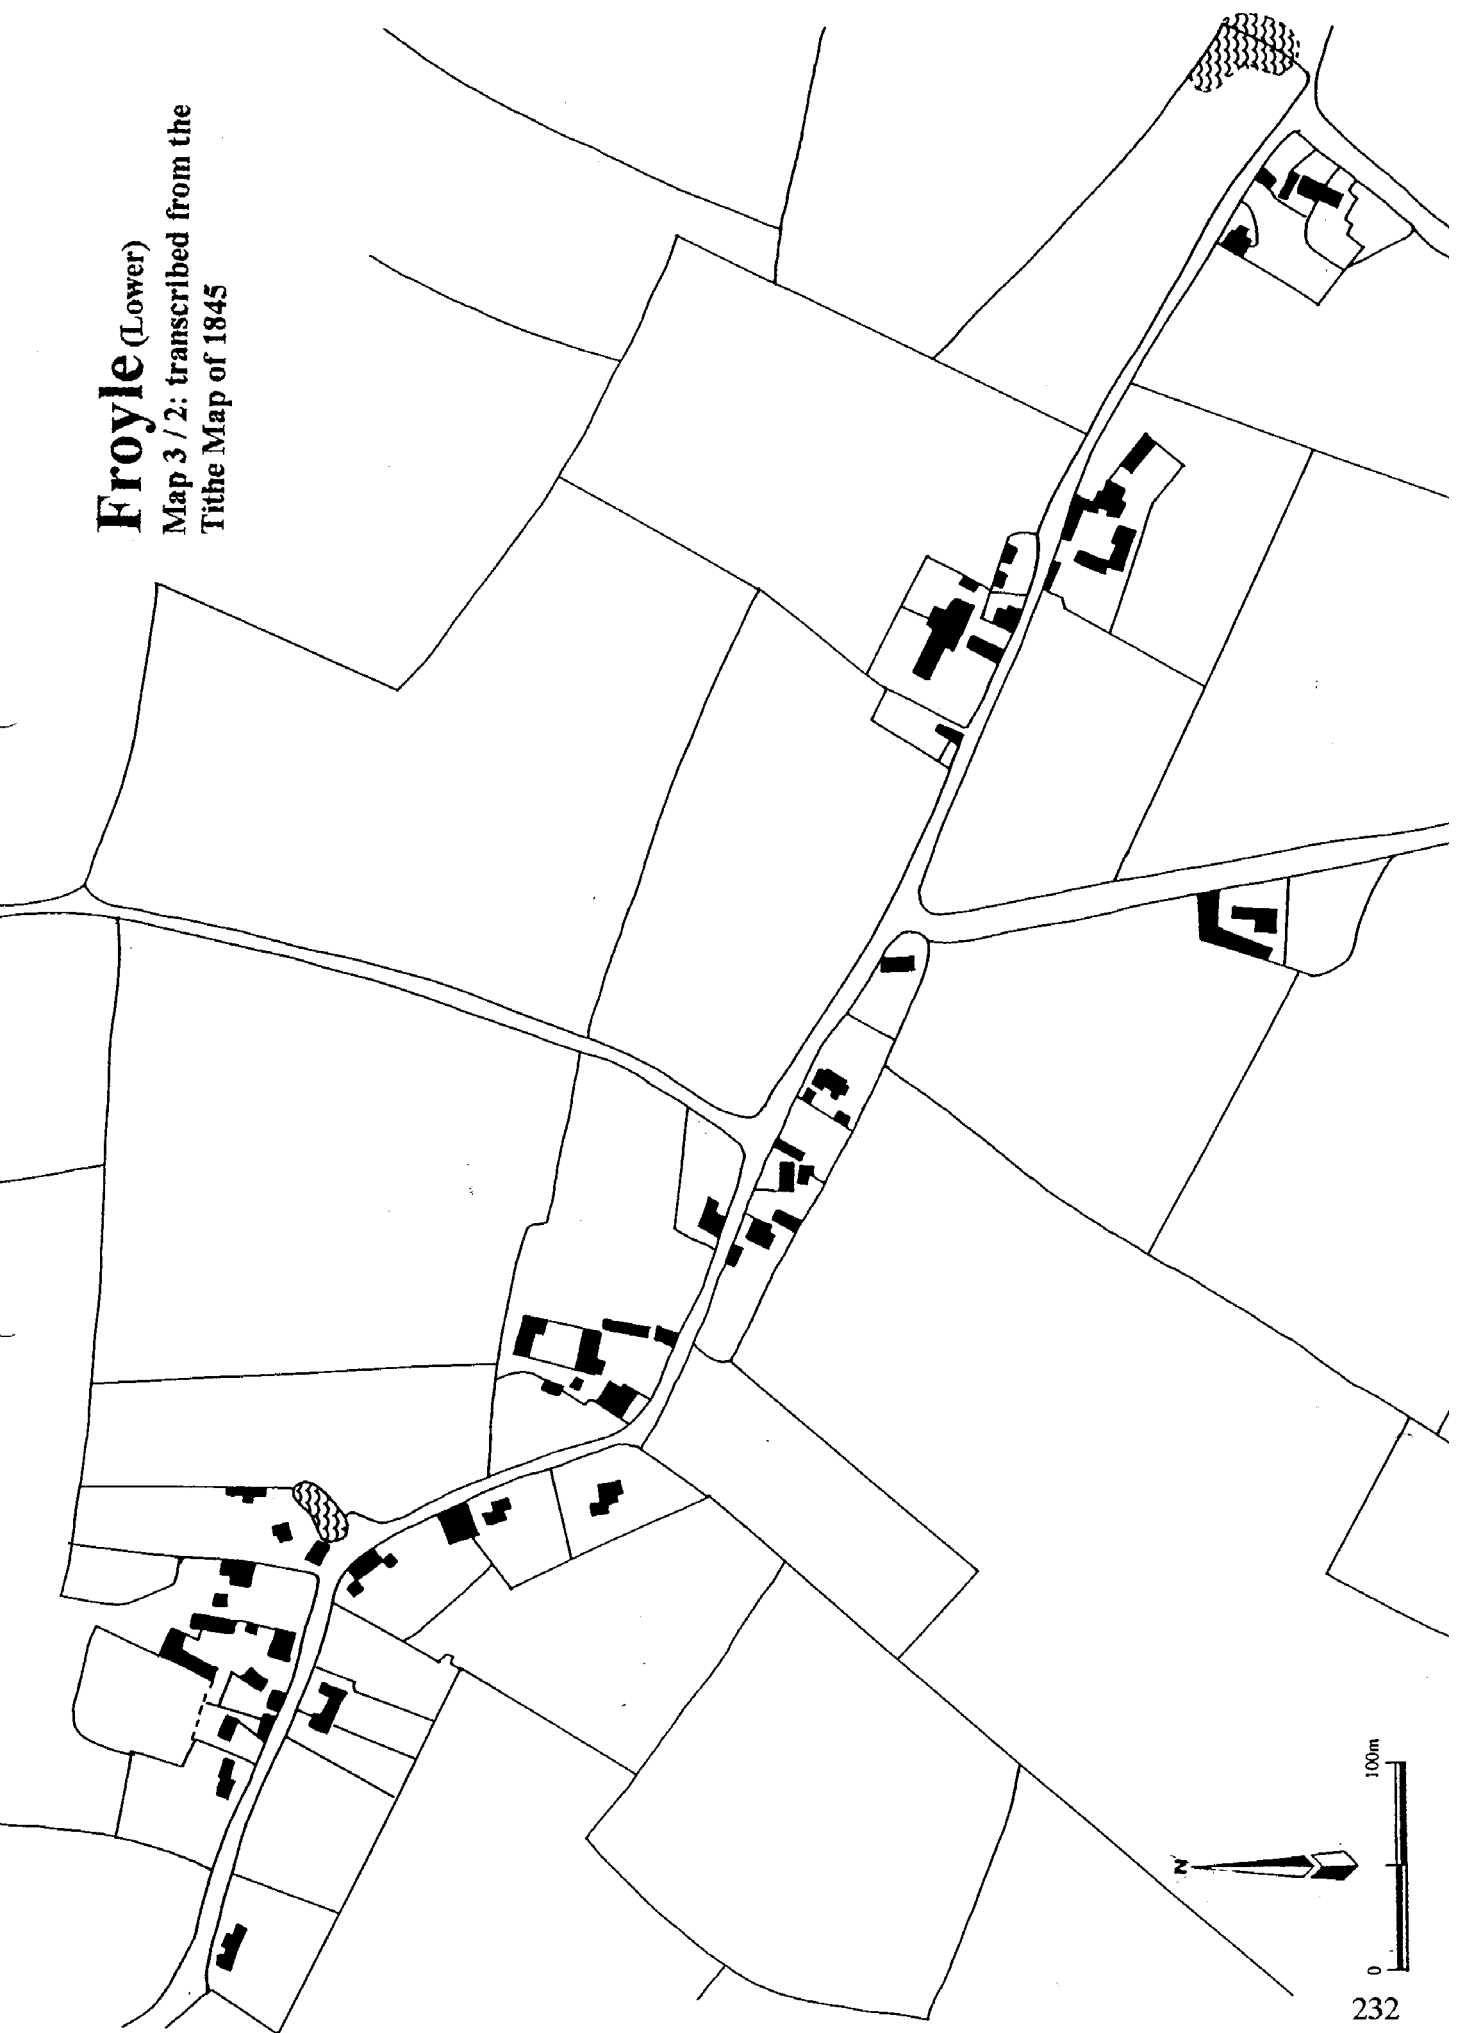 Froyle (Lower)
Map 3 / 2: transcribed from the
Tithe Map of 1845
N
0 100m
232